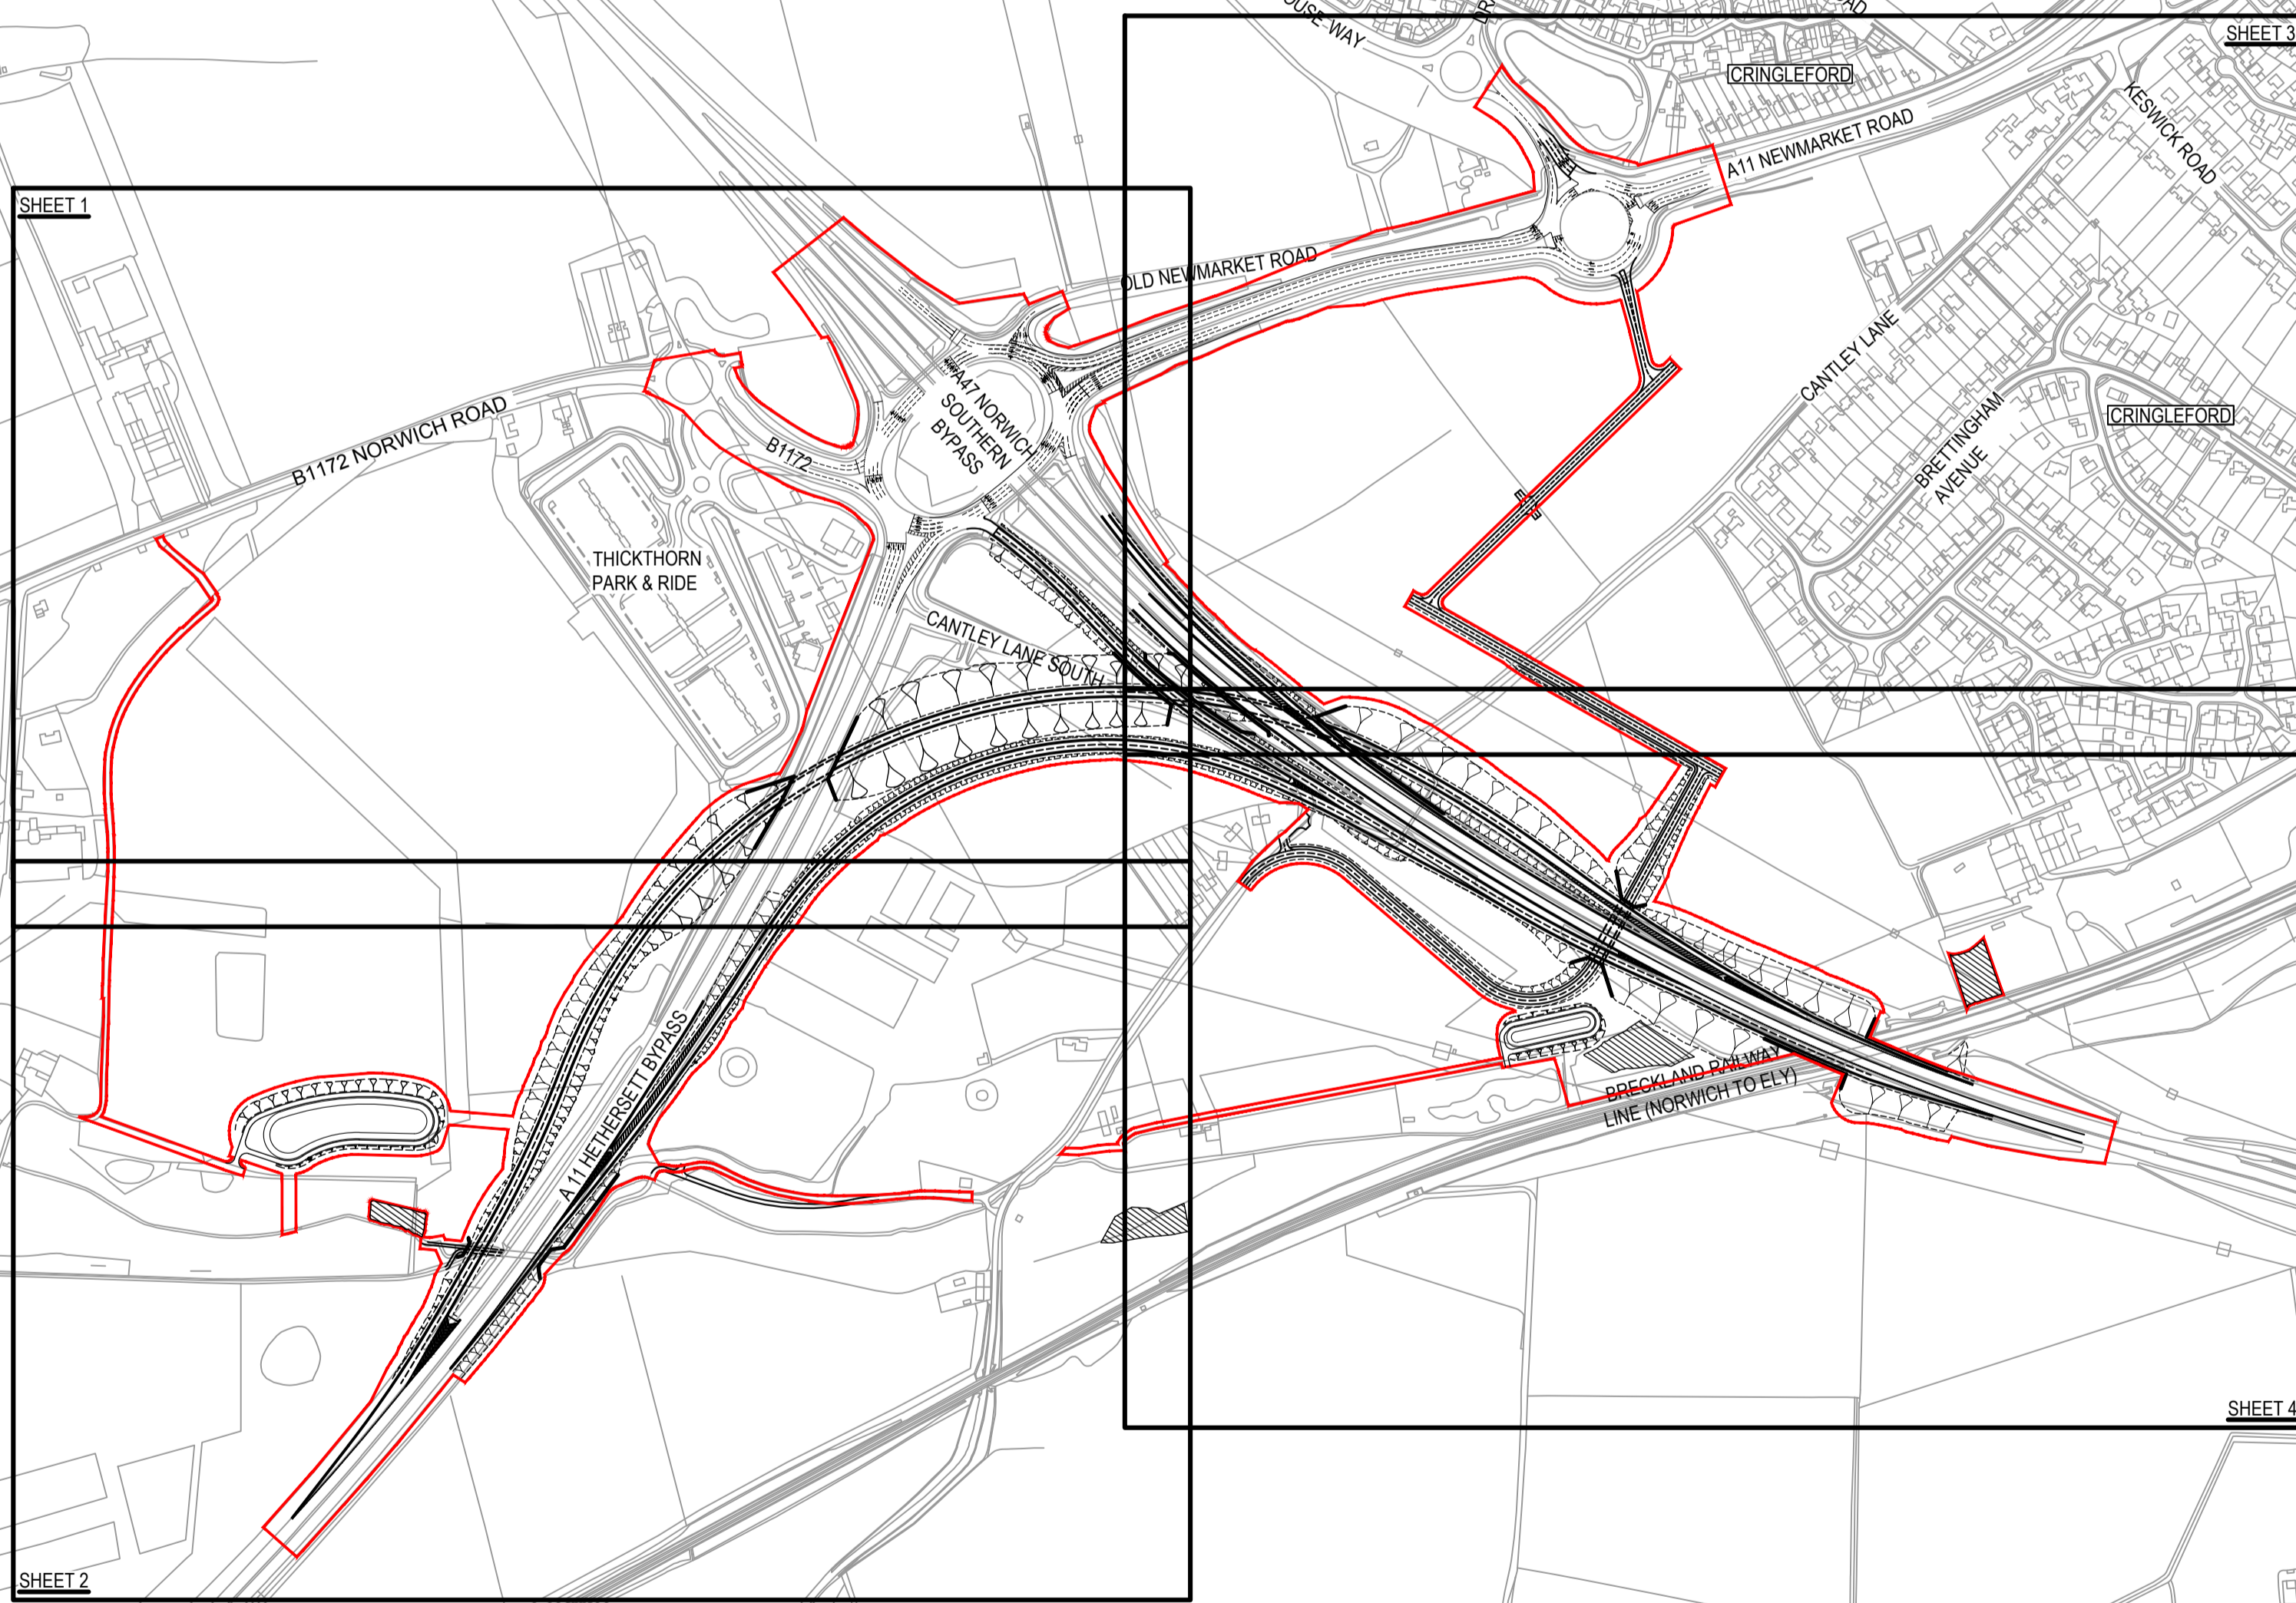 SHEET 3
CRINGLEFORD
KESWICK ROAD
A11 NEWMARKET ROAD
SHEET 1
OLD NEWMARKET ROAD
CANTLEY LANE
A47 NORWICH
SOUTHERN
BYPASS
B1172 NORWICH ROAD
B1172
BRETTINGHAM
AVENUE
CRINGLEFORD
THICKTHORN
PARK & RIDE
CANTLEY LANE SOUTH
A 11 HETHERSETT BYPASS
BRECKLAND RAILWAY
LINE (NORWICH TO ELY)
SHEET 4
SHEET 2